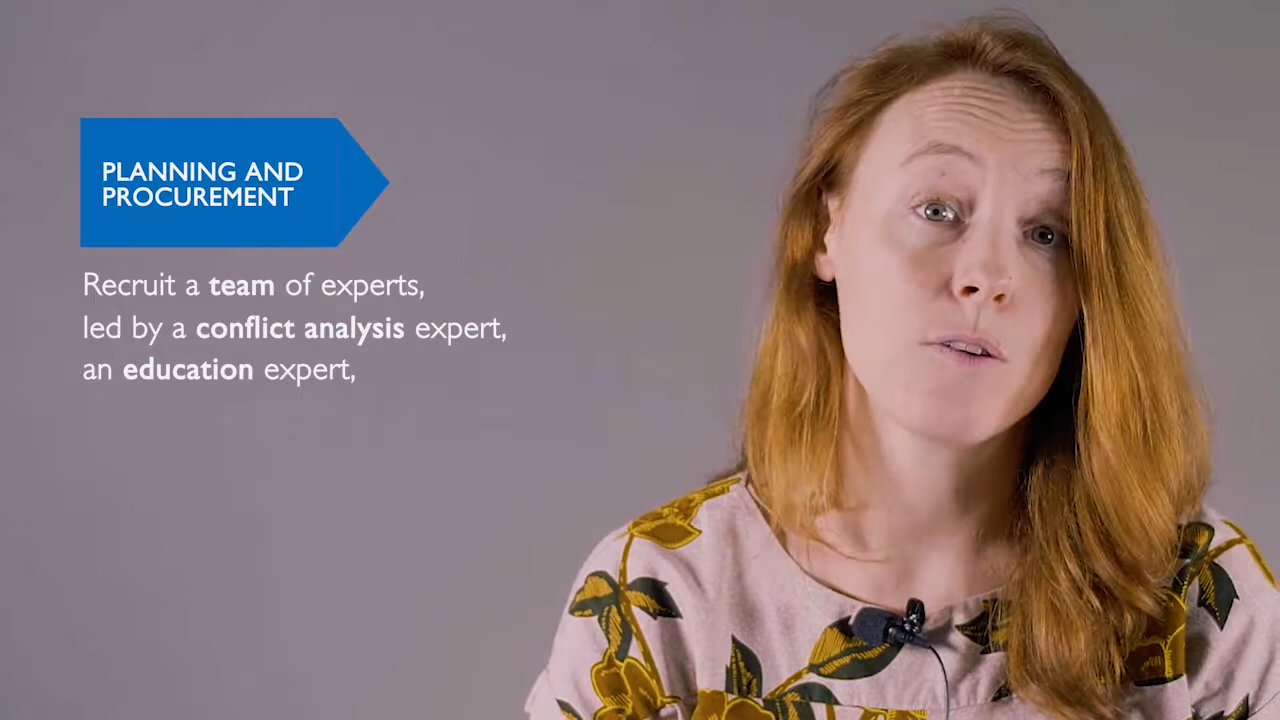 PLANNING AND
PROCUREMENT
Recruit a team of experts,
led by a conflict analysis expert,
an education expert,